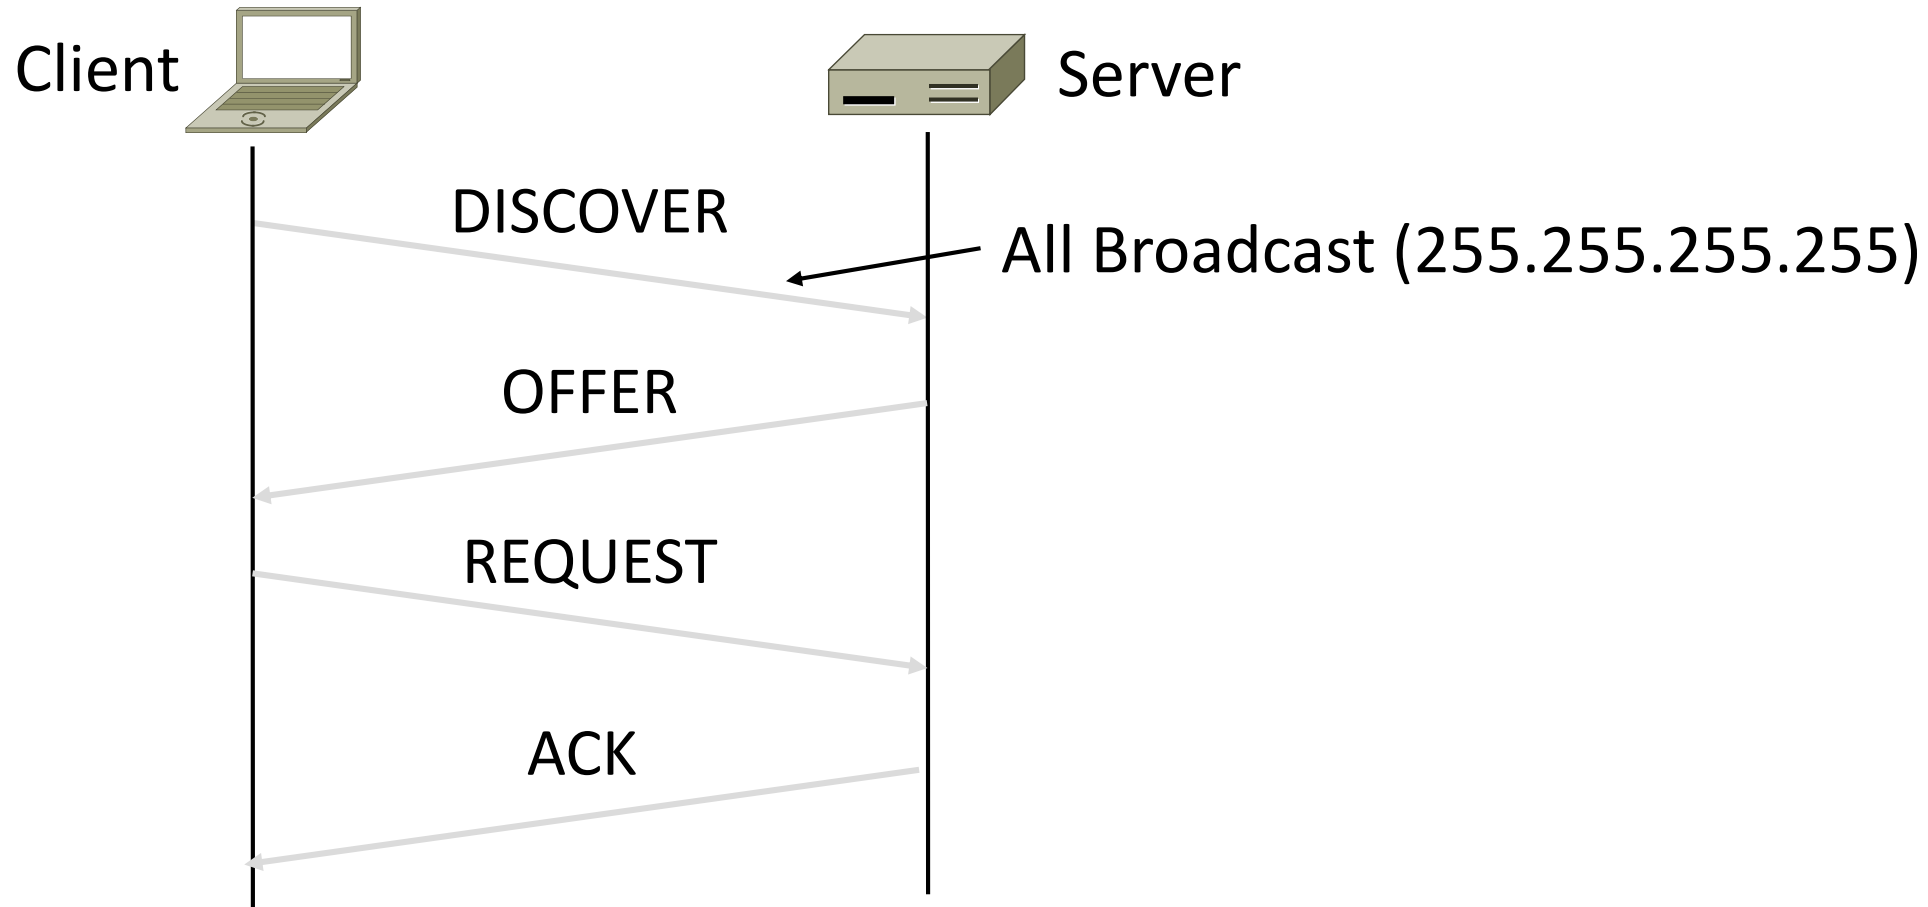 Client
Server
DISCOVER
All Broadcast (255.255.255.255)
OFFER
REQUEST
ACK